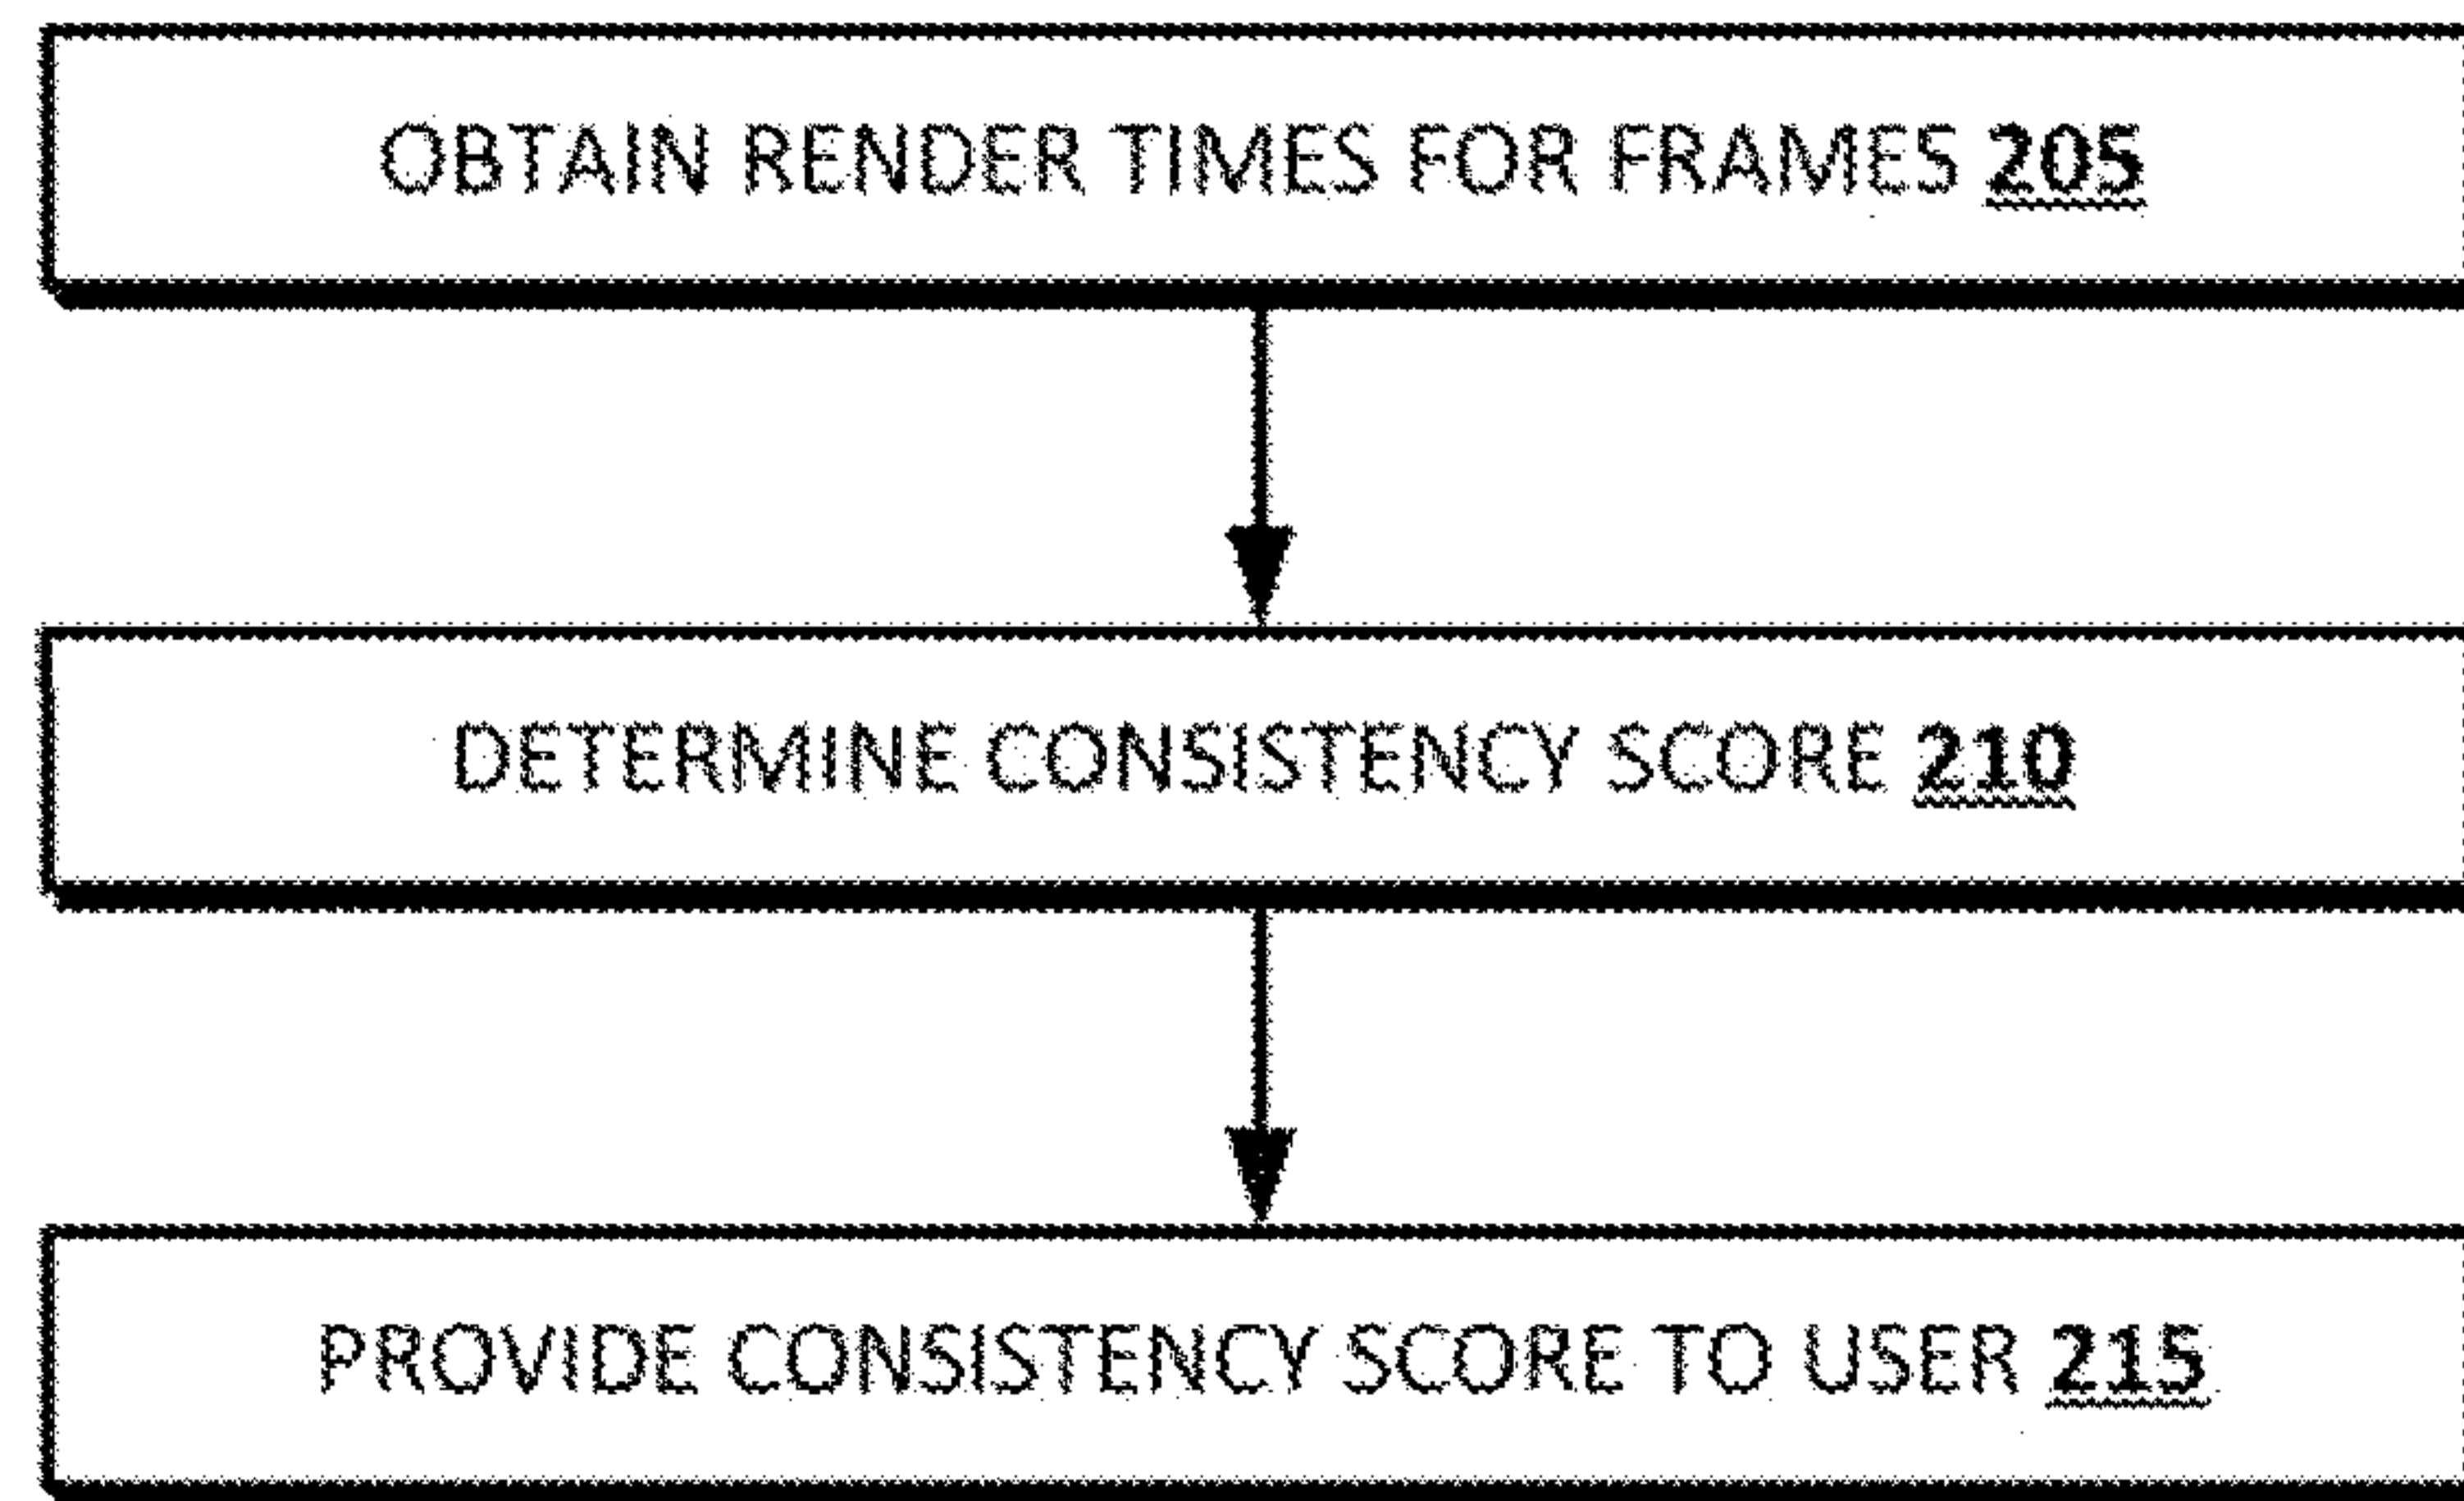 OBTAIN RENDER TIMES FOR FRAMES 205
DETERMINE CONSISTENCY SCORE 210
PROVIDE CONSISTENCY SCORE TO USER 215